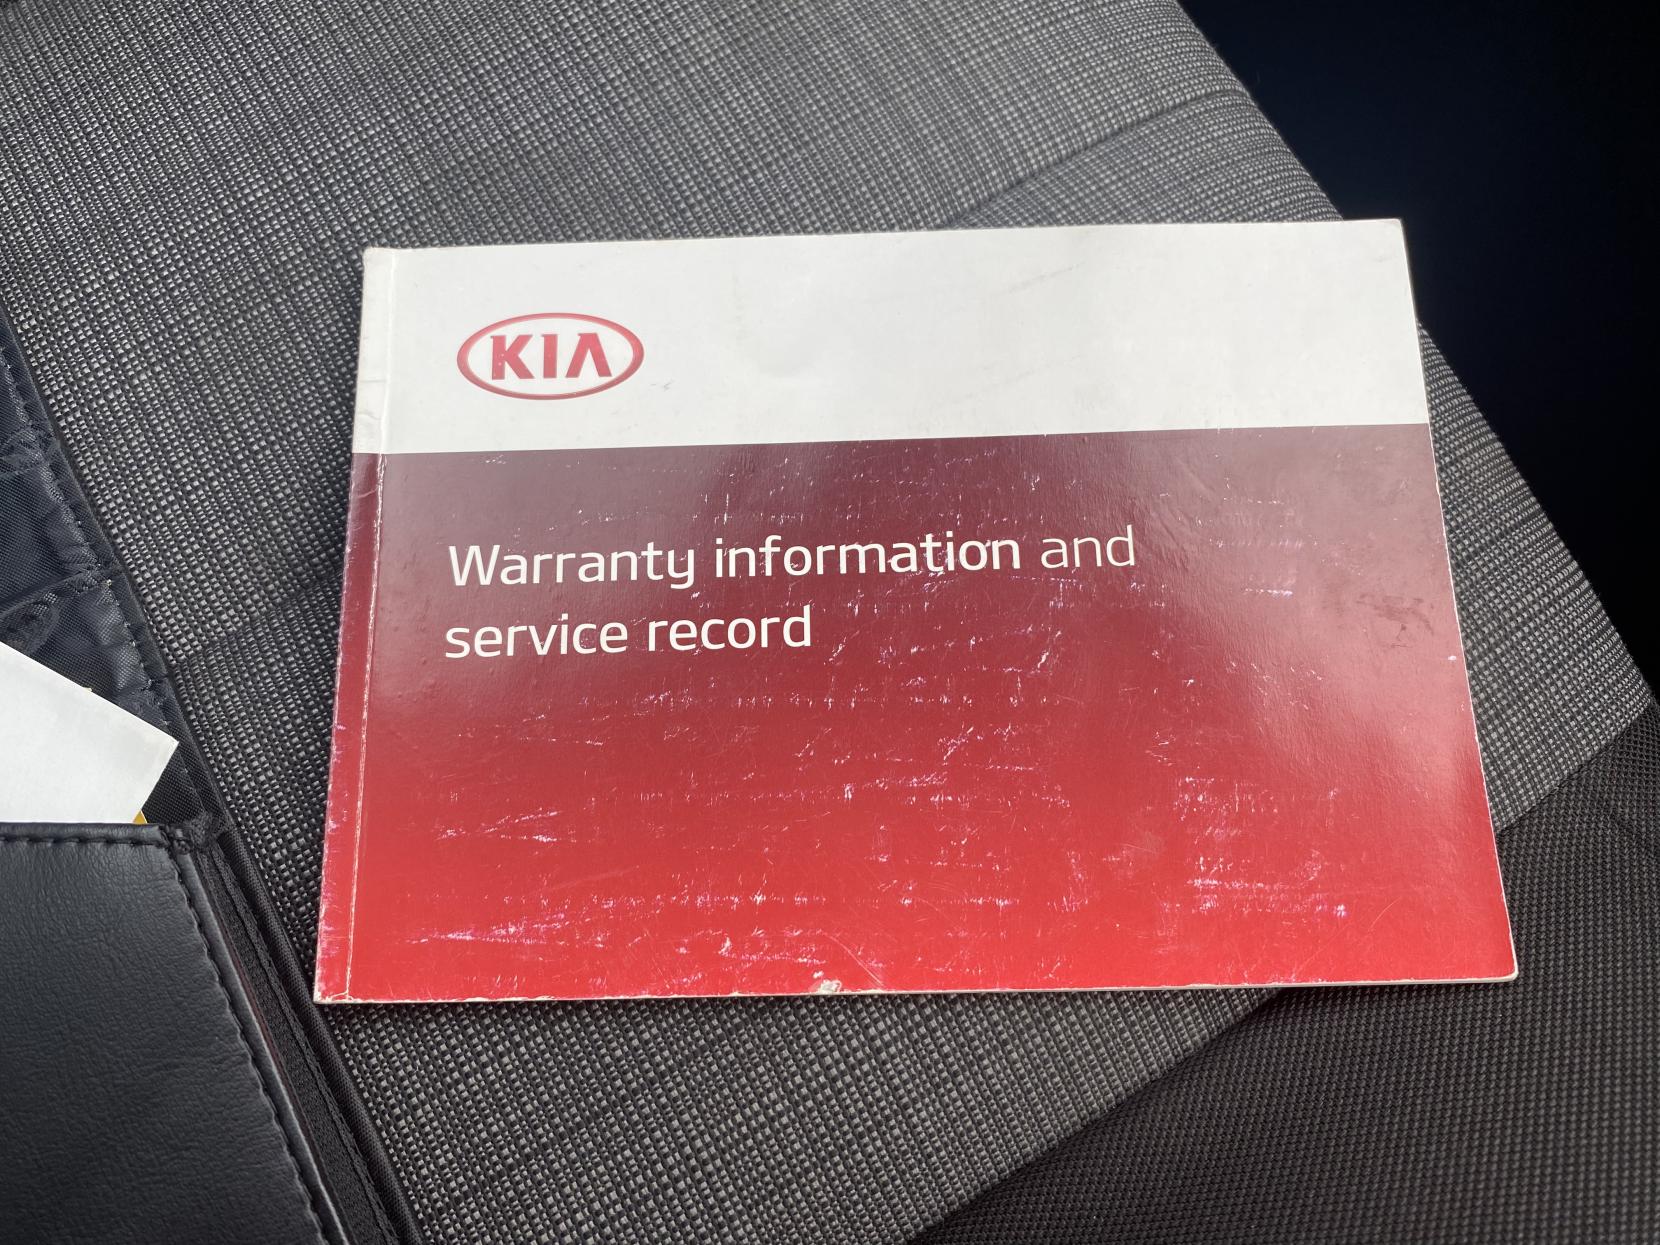 KIA
Warranty information and
service record